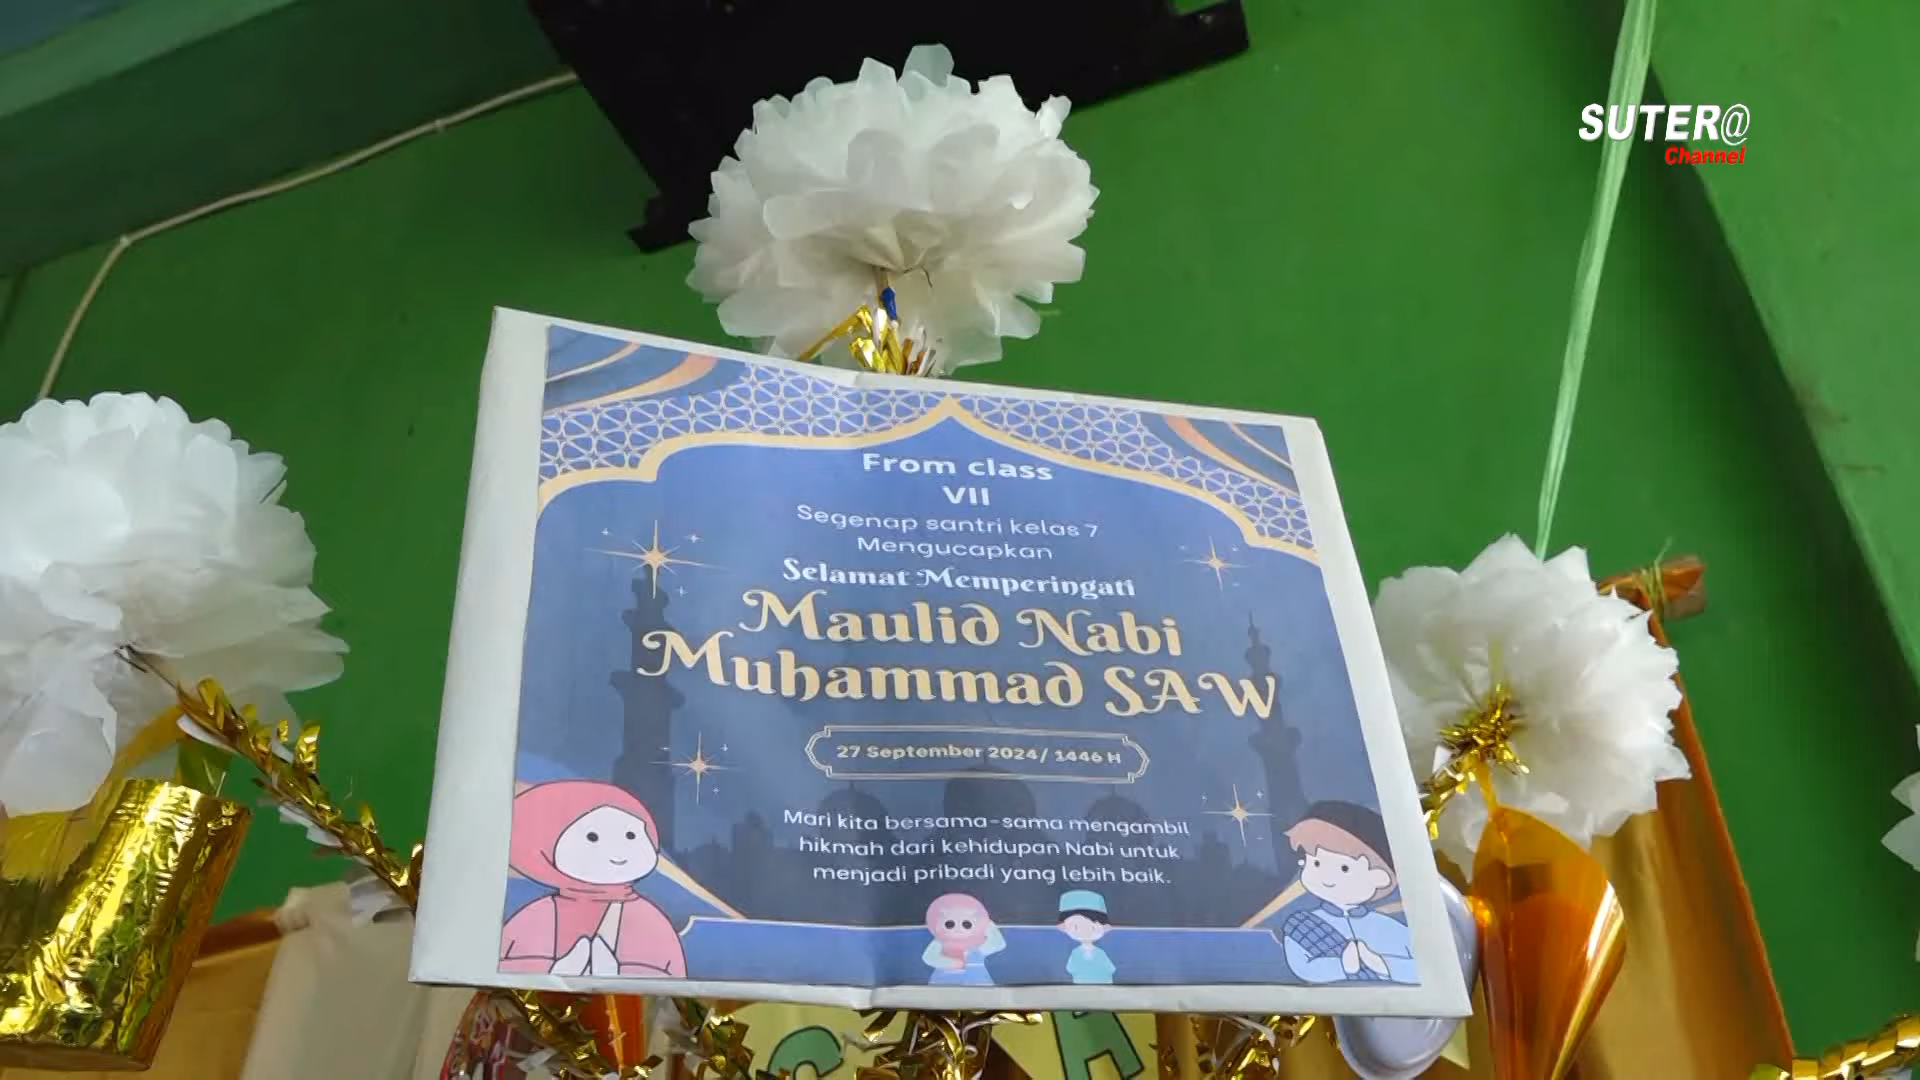 SUTER@
Channel
From class
VII
Segenap santri kelas 7
Mengucapkan
Selamat Memperingati
Maulid Nabi
Muhammad SAW
27 September 2024/ 1446 H
Mari kita bersama-sama mengambil
hikmah dari kehidupan Nabi untuk
menjadi pribadi yang lebih baik.